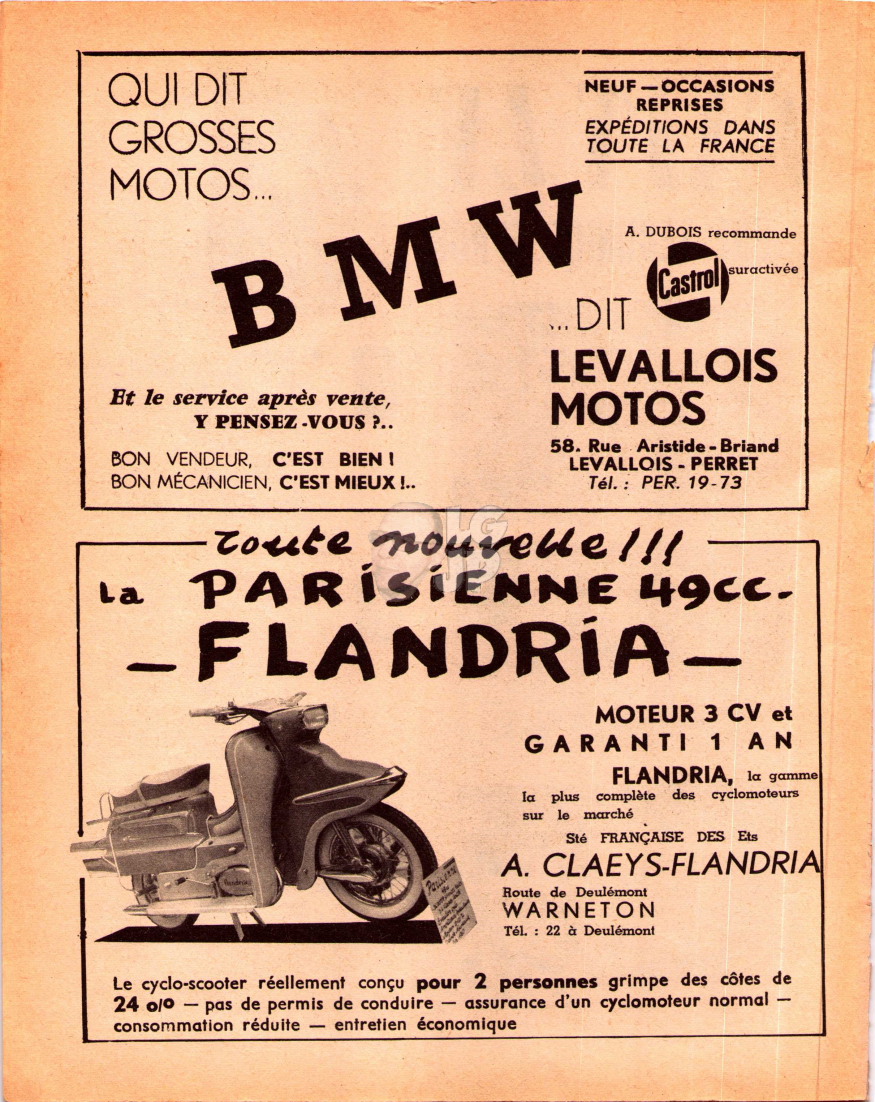 QUI DIT
GROSSES
MOTOS...
NEUF — OCCASIONS
REPRISES
EXPÉDITIONS DANS
TOUTE LA FRANCE
BMW
A. DUBOIS recommande
Castrol suractivée
...DIT
LEVALLOIS
MOTOS
58. Rue Aristide-Briand
LEVALLOIS - PERRET
Tél. : PER. 19-73
Et le service après vente,
Y PENSEZ-VOUS ?..
BON VENDEUR, C'EST BIEN !
BON MÉCANICIEN, C'EST MIEUX !..
LGHD
toute nouvelle !!!
La PARISIENNE 49cc.
— FLANDRIA —
MOTEUR 3 CV et
GARANTI 1 AN
FLANDRIA, la gamme
la plus complète des cyclomoteurs
sur le marché
Sté FRANÇAISE DES Ets
A. CLAEYS-FLANDRIA
Route de Deulémont
WARNETON
Tél. : 22 à Deulémont
Flandria
Parisienne
Le cyclo-scooter réellement conçu pour 2 personnes grimpe des côtes de
24 o/o — pas de permis de conduire — assurance d'un cyclomoteur normal —
consommation réduite — entretien économique